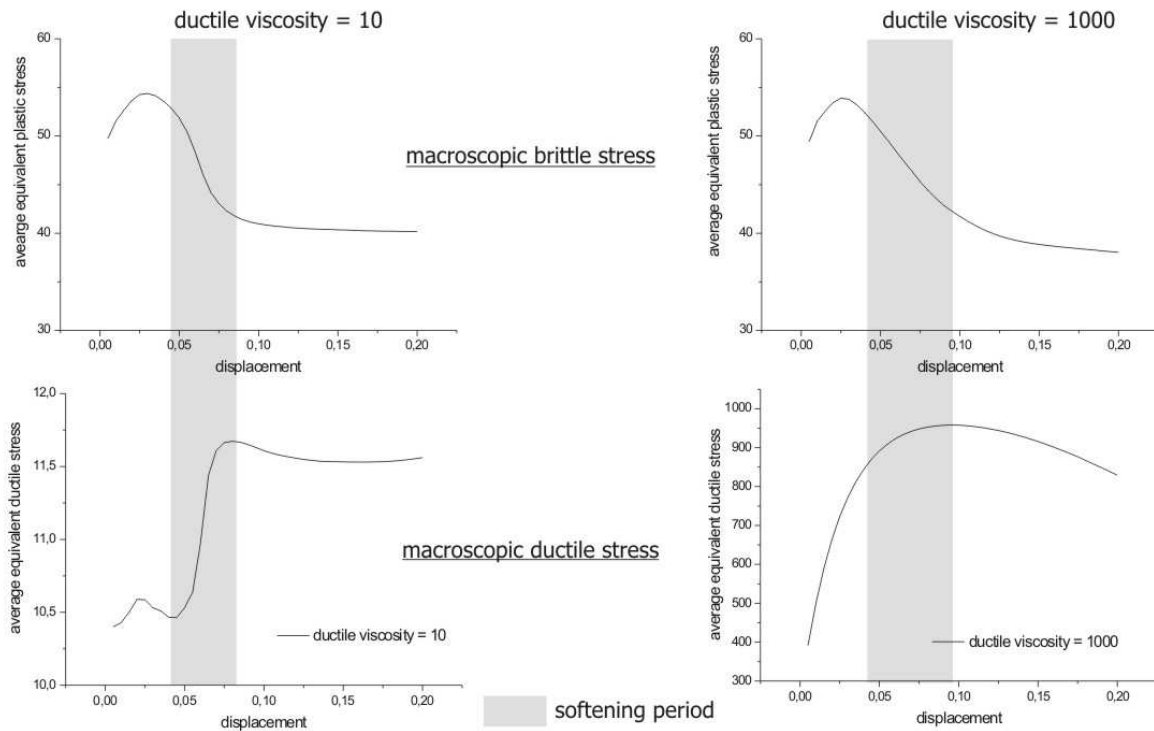 ductile viscosity = 10
ductile viscosity = 1000
60
50
40
30
avearge equivalent plastic stress
0,00 0,05 0,10 0,15 0,20
displacement
macroscopic brittle stress
60
50
40
30
average equivalent plastic stress
0,00 0,05 0,10 0,15 0,20
displacement
12,0
11,5
11,0
10,5
10,0
average equivalent ductile stress
ductile viscosity = 10
0,00 0,05 0,10 0,15 0,20
displacement
macroscopic ductile stress
1000
900
800
700
600
500
400
300
average equivalent ductile stress
ductile viscosity = 1000
0,00 0,05 0,10 0,15 0,20
displacement
softening period